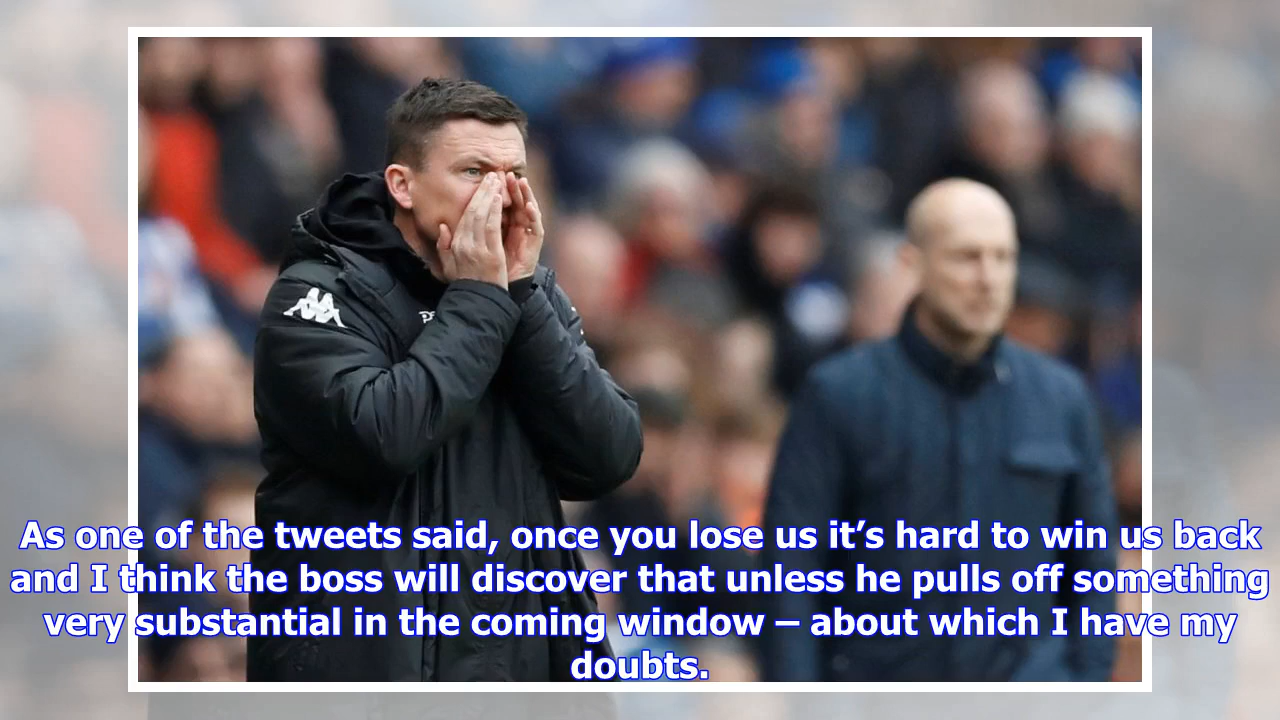 As one of the tweets said, once you lose us it’s hard to win us back
and I think the boss will discover that unless he pulls off something
very substantial in the coming window – about which I have my
doubts.